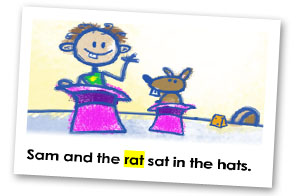 Sam and the rat sat in the hats.